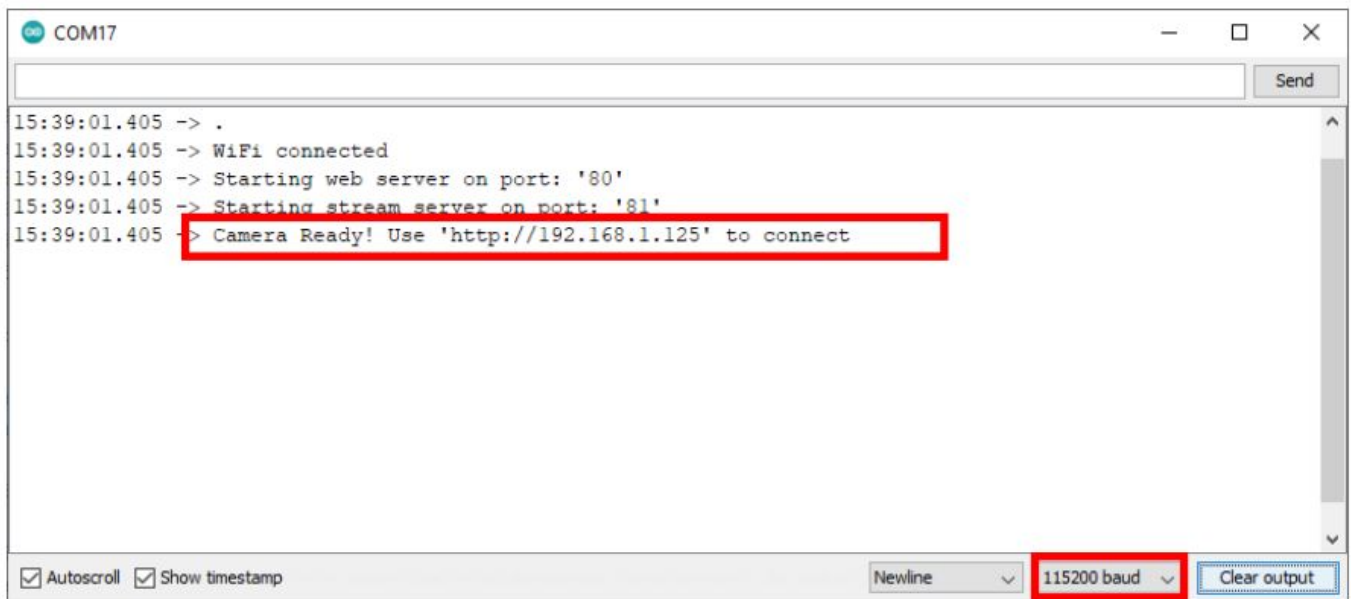 COM17
Send
15:39:01.405 -> .
15:39:01.405 -> WiFi connected
15:39:01.405 -> Starting web server on port: '80'
15:39:01.405 -> Starting stream server on port: '81'
15:39:01.405 -> Camera Ready! Use 'http://192.168.1.125' to connect
Autoscroll Show timestamp Newline 115200 baud Clear output